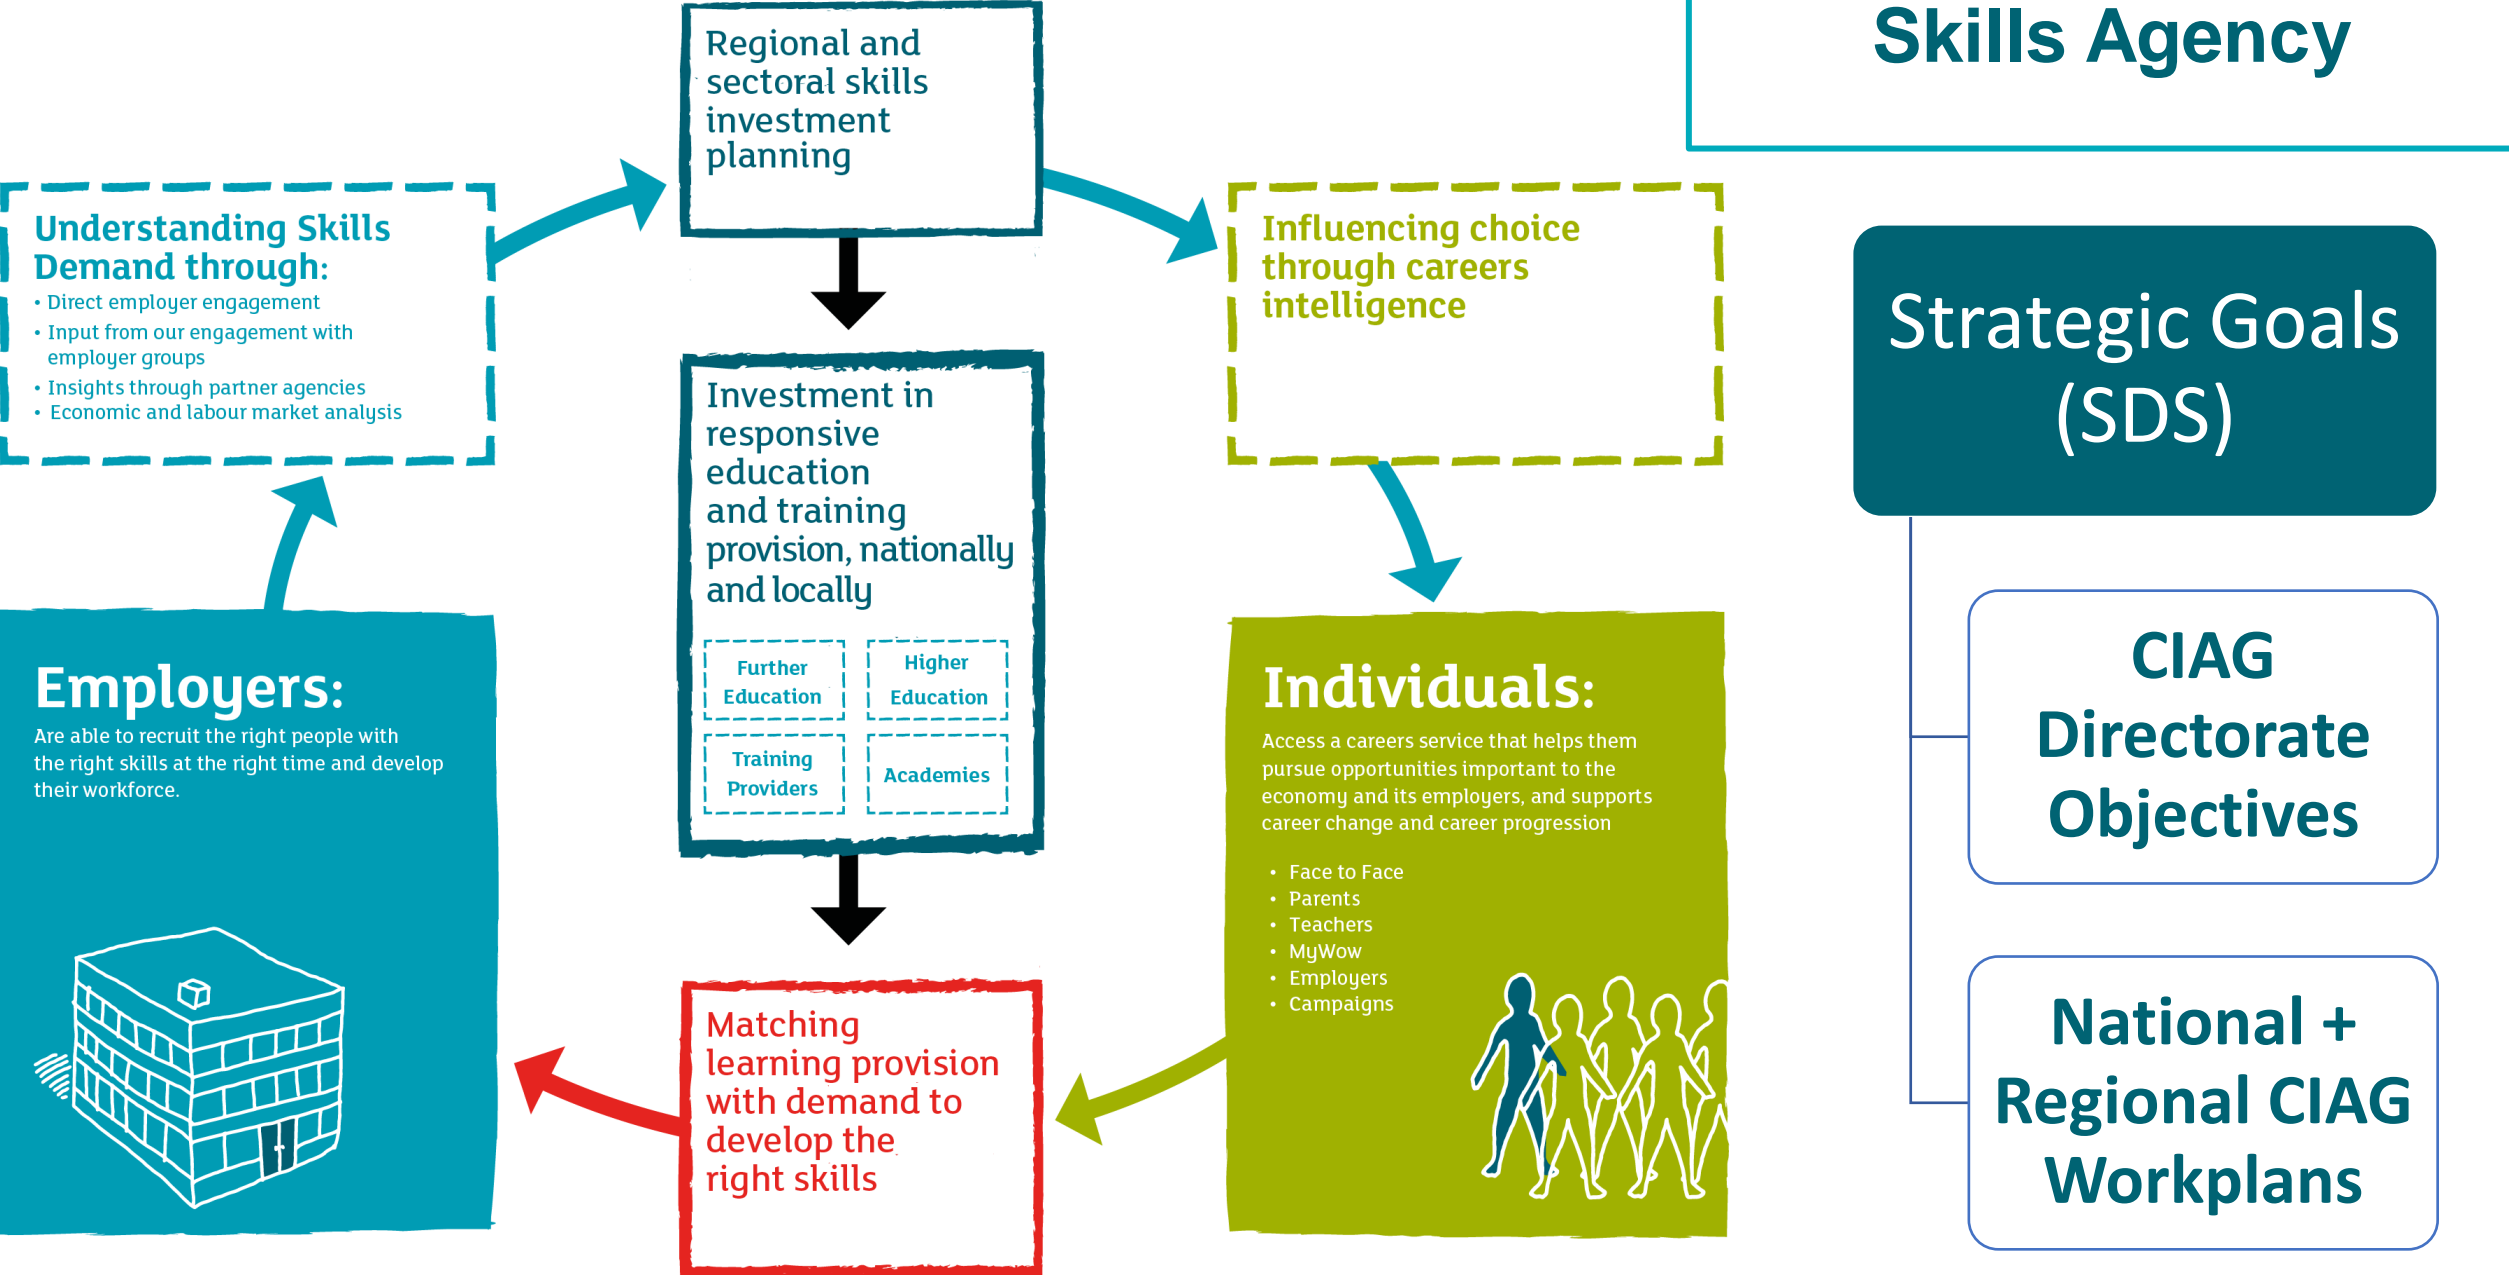 Skills Agency
Regional and
sectoral skills
investment
planning
Understanding Skills
Demand through:
• Direct employer engagement
• Input from our engagement with
employer groups
• Insights through partner agencies
• Economic and labour market analysis
Influencing choice
through careers
intelligence
Investment in
responsive
education
and training
provision, nationally
and locally
Further
Education
Higher
Education
Training
Providers
Academies
Employers:
Are able to recruit the right people with
the right skills at the right time and develop
their workforce.
Individuals:
Access a careers service that helps them
pursue opportunities important to the
economy and its employers, and supports
career change and career progression
• Face to Face
• Parents
• Teachers
• MyWow
• Employers
• Campaigns
Matching
learning provision
with demand to
develop the
right skills
Strategic Goals
(SDS)
CIAG
Directorate
Objectives
National +
Regional CIAG
Workplans